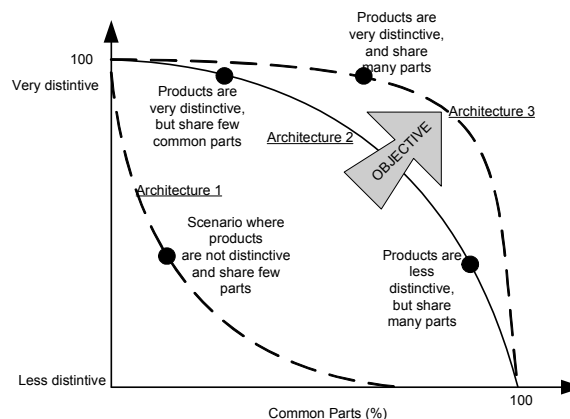 Products are
very distinctive,
and share
many parts
100
Very distintive
Products are
very distinctive,
but share few
common parts
Architecture 2
Architecture 3
OBJECTIVE
Architecture 1
Scenario where
products
are not distinctive
and share few
parts
Products are
less
distinctive,
but share
many parts
Less distintive
100
Common Parts (%)